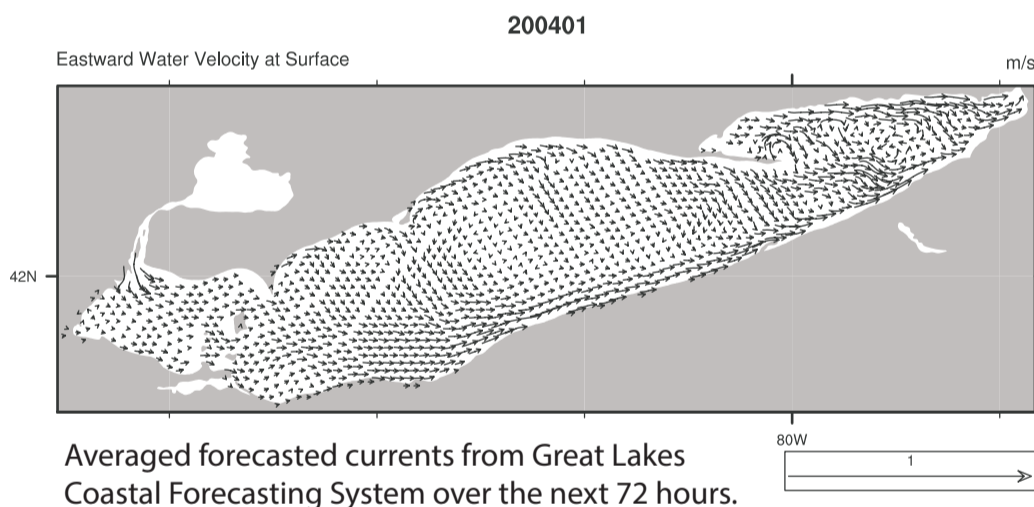 200401
Eastward Water Velocity at Surface
m/s
42N
80W
1
Averaged forecasted currents from Great Lakes
Coastal Forecasting System over the next 72 hours.